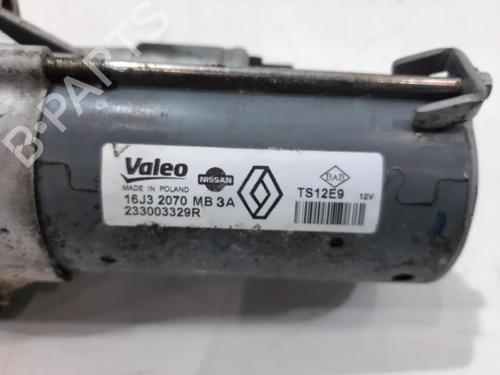 B-PARTS
Valeo
MADE IN POLAND
NISSAN
16J3 2070 MB 3A
233003329R
TS12E9 12V